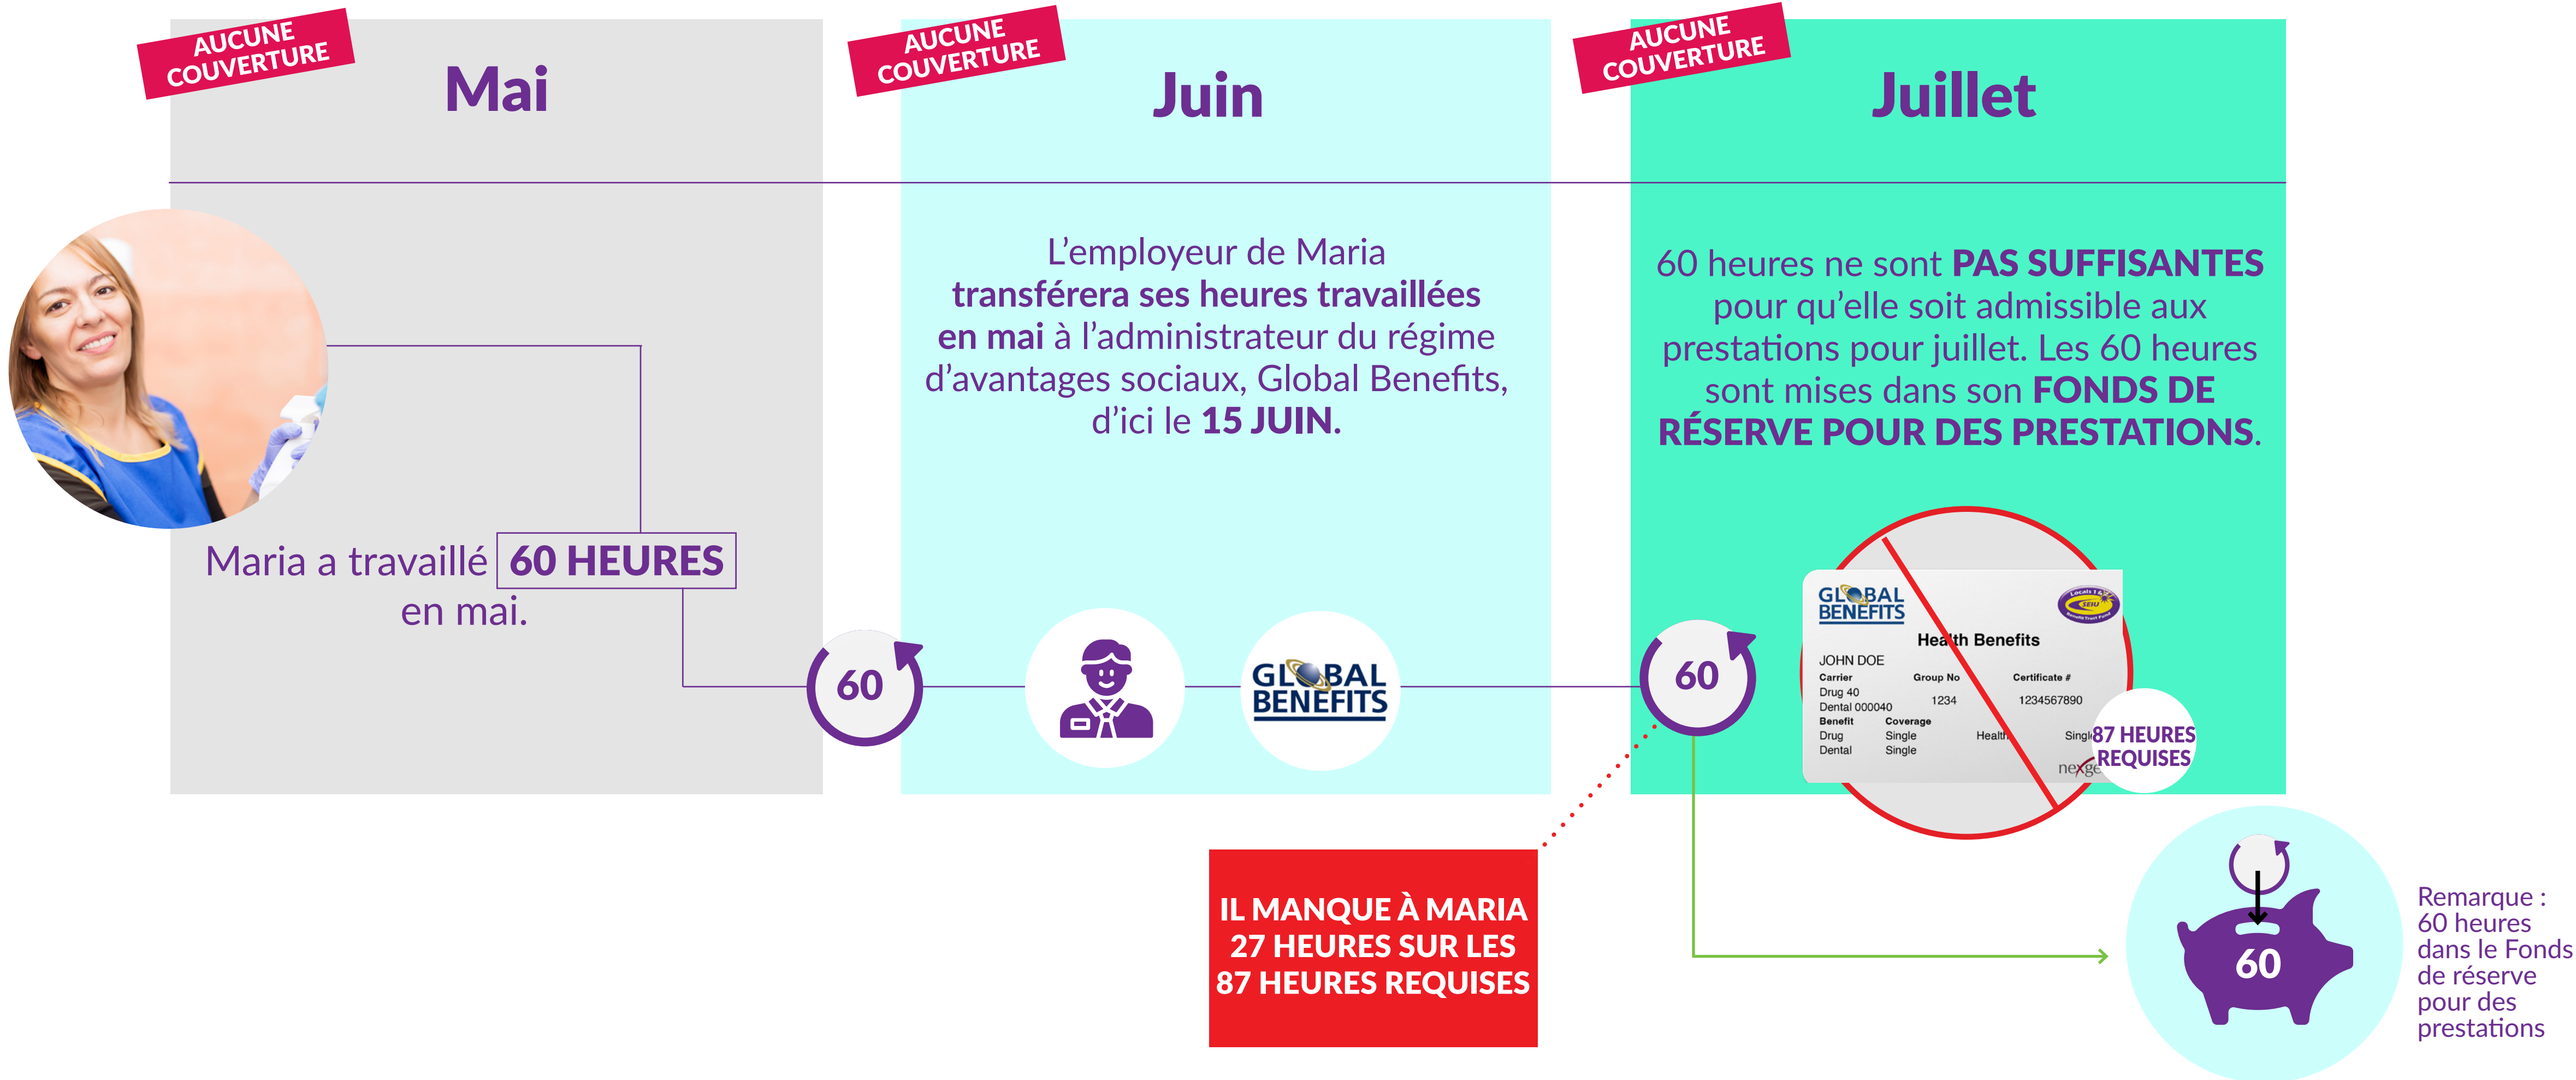 AUCUNE
COUVERTURE
Mai
Maria a travaillé 60 HEURES
en mai.
60
AUCUNE
COUVERTURE
Juin
L’employeur de Maria
transférera ses heures travaillées
en mai à l’administrateur du régime
d’avantages sociaux, Global Benefits,
d’ici le 15 JUIN.
GLOBAL
BENEFITS
AUCUNE
COUVERTURE
Juillet
60 heures ne sont PAS SUFFISANTES
pour qu’elle soit admissible aux
prestations pour juillet. Les 60 heures
sont mises dans son FONDS DE
RÉSERVE POUR DES PRESTATIONS.
60
GLOBAL
BENEFITS
SEIU
Health Benefits
JOHN DOE
Carrier Group No Certificate #
Drug 40
Dental 000040 1234 1234567890
Benefit Coverage
Drug Single Health Singl
Dental Single
nexge
87 HEURES
REQUISES
IL MANQUE À MARIA
27 HEURES SUR LES
87 HEURES REQUISES
60
Remarque :
60 heures
dans le Fonds
de réserve
pour des
prestations